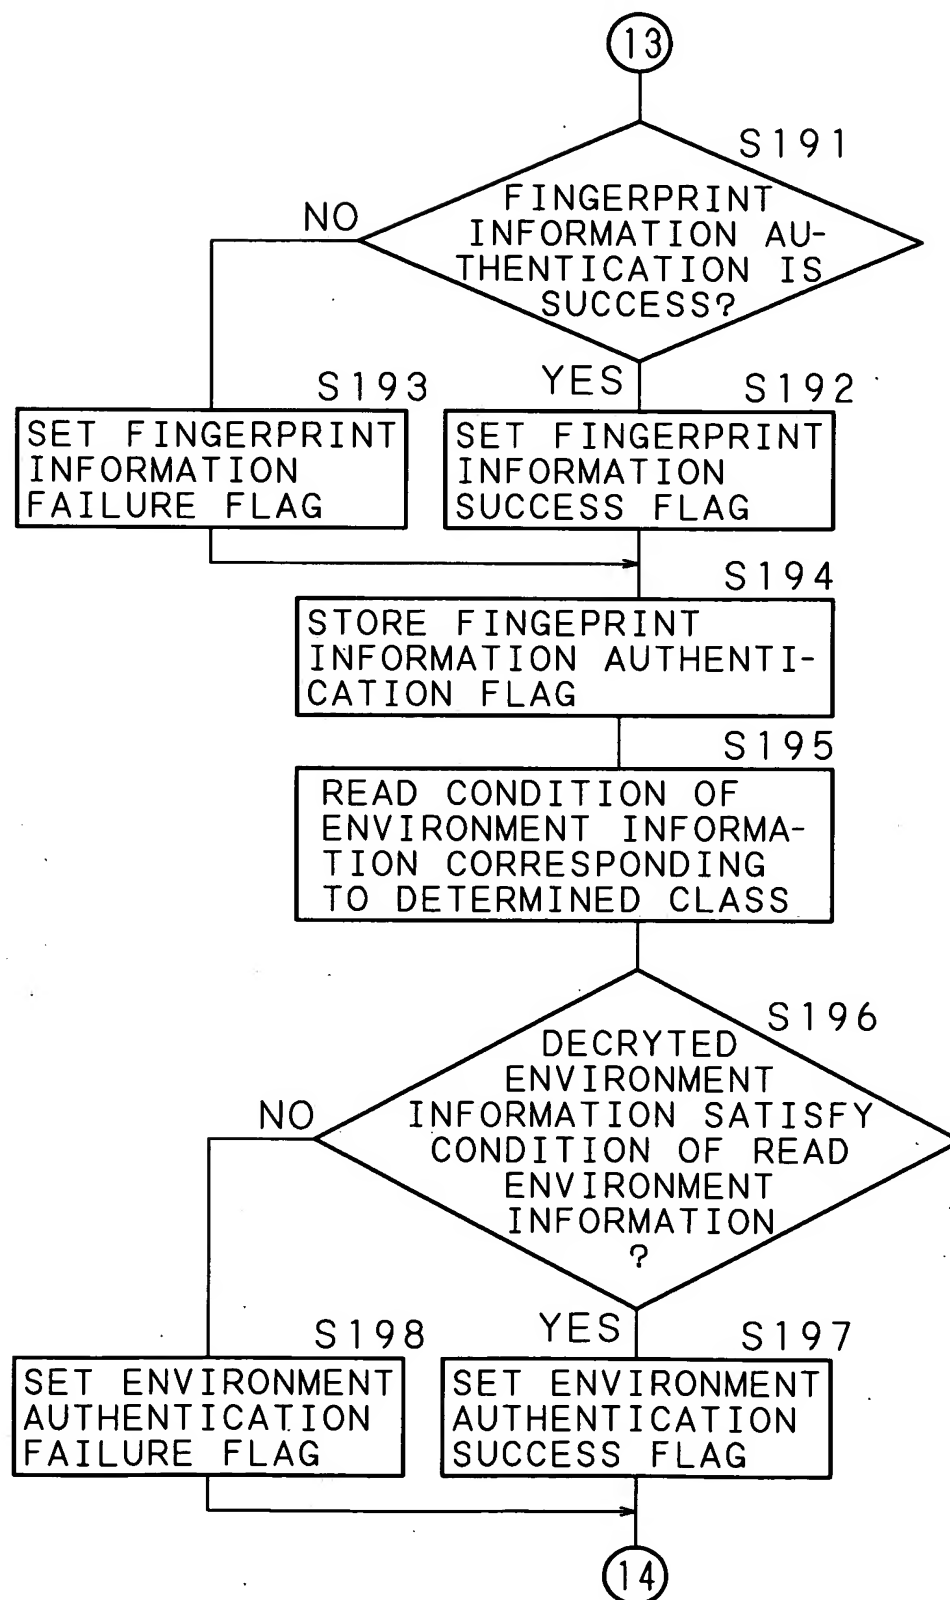 13
S191
FINGERPRINT
INFORMATION AU-
THENTICATION IS
SUCCESS?
NO
YES
S193
SET FINGERPRINT
INFORMATION
FAILURE FLAG
S192
SET FINGERPRINT
INFORMATION
SUCCESS FLAG
S194
STORE FINGEPRINT
INFORMATION AUTHENTI-
CATION FLAG
S195
READ CONDITION OF
ENVIRONMENT INFORMA-
TION CORRESPONDING
TO DETERMINED CLASS
S196
DECRYTED
ENVIRONMENT
INFORMATION SATISFY
CONDITION OF READ
ENVIRONMENT
INFORMATION
?
NO
YES
S198
SET ENVIRONMENT
AUTHENTICATION
FAILURE FLAG
S197
SET ENVIRONMENT
AUTHENTICATION
SUCCESS FLAG
14